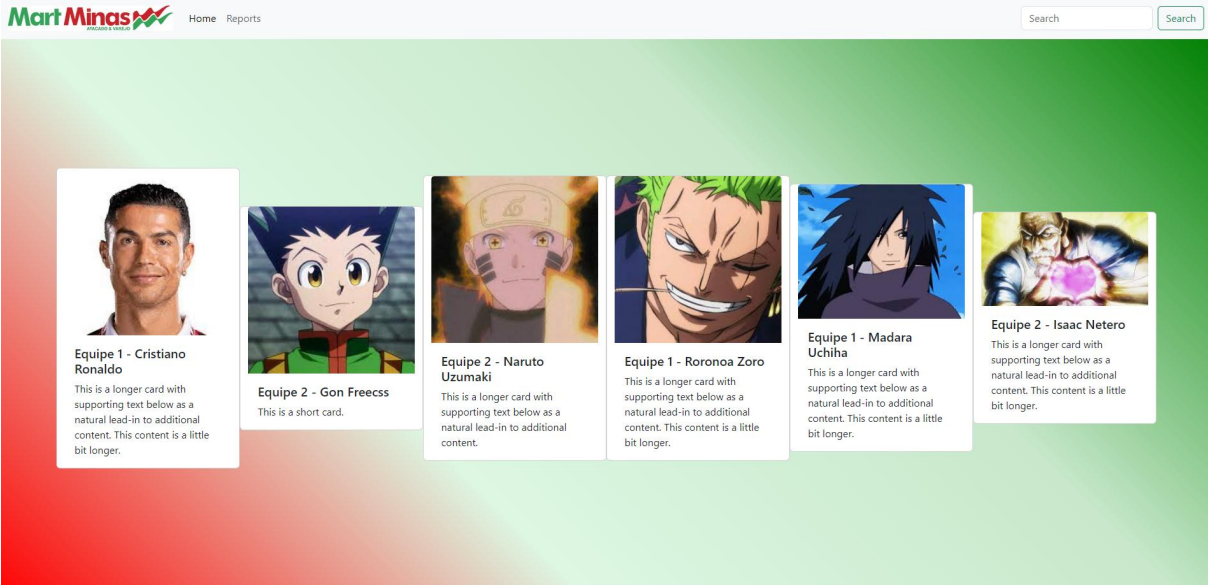 Mart Minas
ATACADO & VAREJO
Home
Reports
Search
Search
Equipe 1 - Cristiano
Ronaldo
This is a longer card with
supporting text below as a
natural lead-in to additional
content. This content is a little
bit longer.
Equipe 2 - Gon Freecss
This is a short card.
Equipe 2 - Naruto
Uzumaki
This is a longer card with
supporting text below as a
natural lead-in to additional
content.
Equipe 1 - Roronoa Zoro
This is a longer card with
supporting text below as a
natural lead-in to additional
content. This content is a little
bit longer.
Equipe 1 - Madara
Uchiha
This is a longer card with
supporting text below as a
natural lead-in to additional
content. This content is a little
bit longer.
Equipe 2 - Isaac Netero
This is a longer card with
supporting text below as a
natural lead-in to additional
content. This content is a little
bit longer.